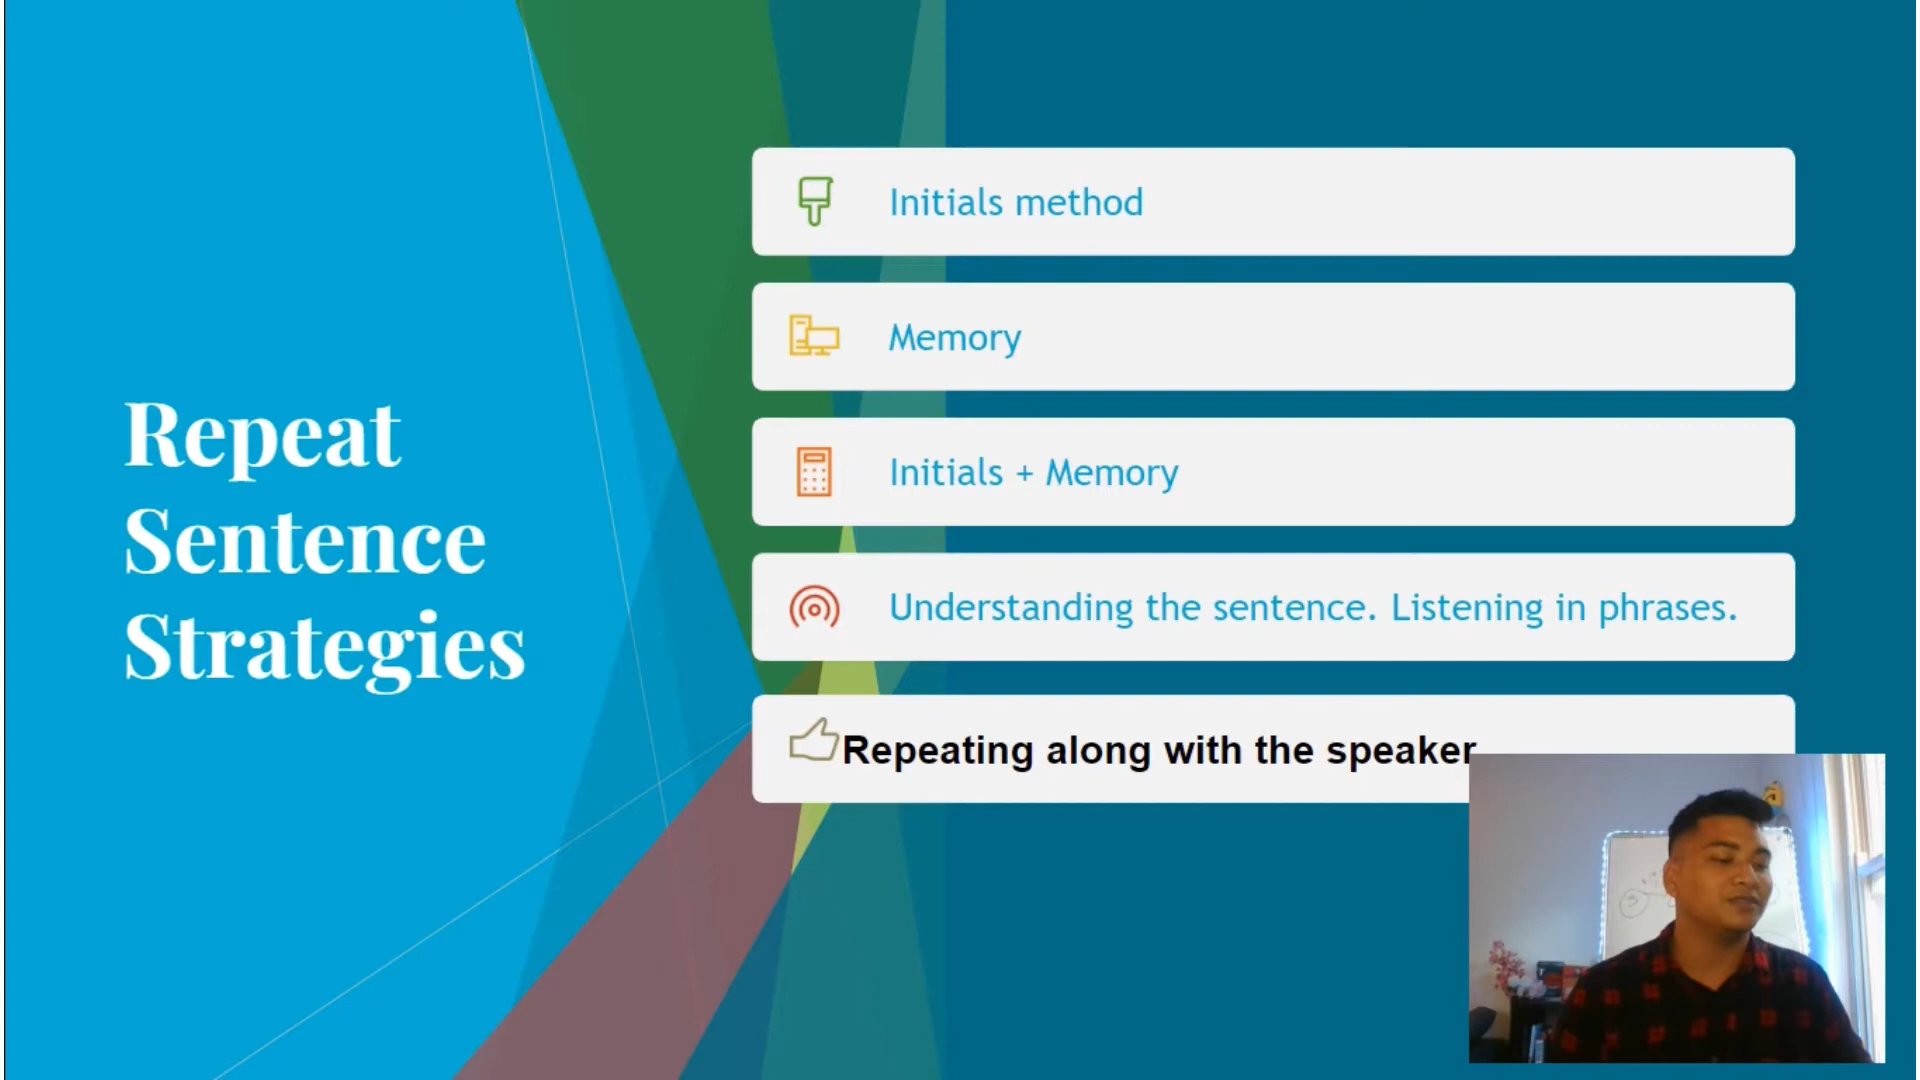 Repeat
Sentence
Strategies
Initials method
Memory
Initials + Memory
Understanding the sentence. Listening in phrases.
Repeating along with the speaker